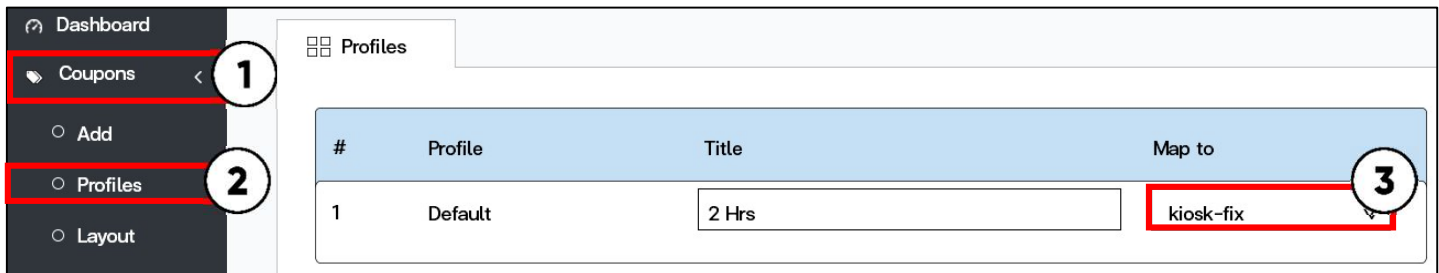 Dashboard
Coupons
1
Add
Profiles
2
Layout
Profiles
# Profile Title Map to
3
1 Default 2 Hrs kiosk-fix